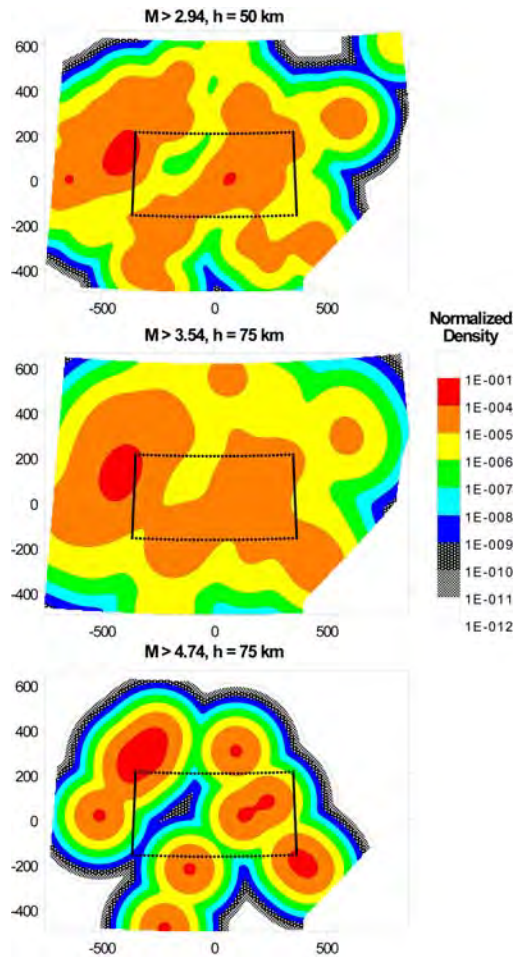 M > 2.94, h = 50 km
600
400
200
0
-200
-400
-500 0 500
M > 3.54, h = 75 km
600
400
200
0
-200
-400
-500 0 500
Normalized
Density
1E-001
1E-004
1E-005
1E-006
1E-007
1E-008
1E-009
1E-010
1E-011
1E-012
M > 4.74, h = 75 km
600
400
200
0
-200
-400
-500 0 500